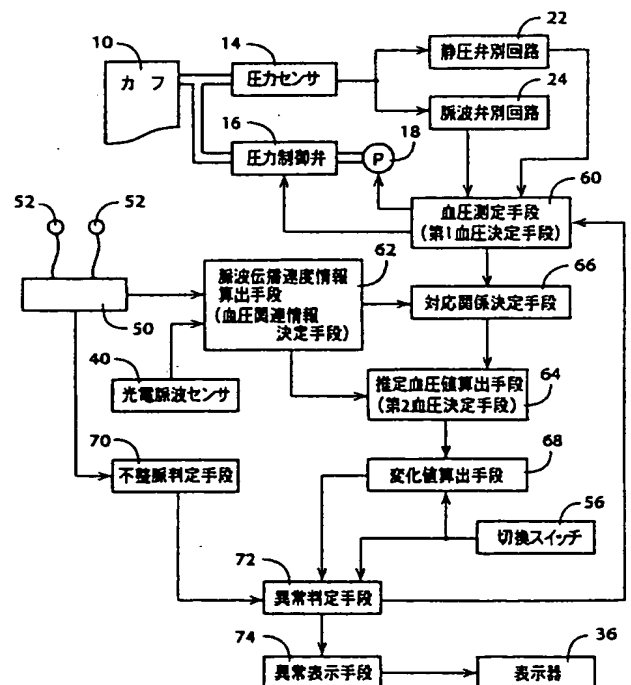 22
10
14
カフ
圧力センサ
静圧弁別回路
24
16
脈波弁別回路
18
圧力制御弁
P
60
52
52
血圧測定手段
(第1血圧決定手段)
62
脈波伝播速度情報
算出手段
(血圧関連情報
決定手段)
66
対応関係決定手段
50
40
光電脈波センサ
64
推定血圧値算出手段
(第2血圧決定手段)
70
不整脈判定手段
68
変化値算出手段
56
切換スイッチ
72
異常判定手段
74
36
異常表示手段
表示器